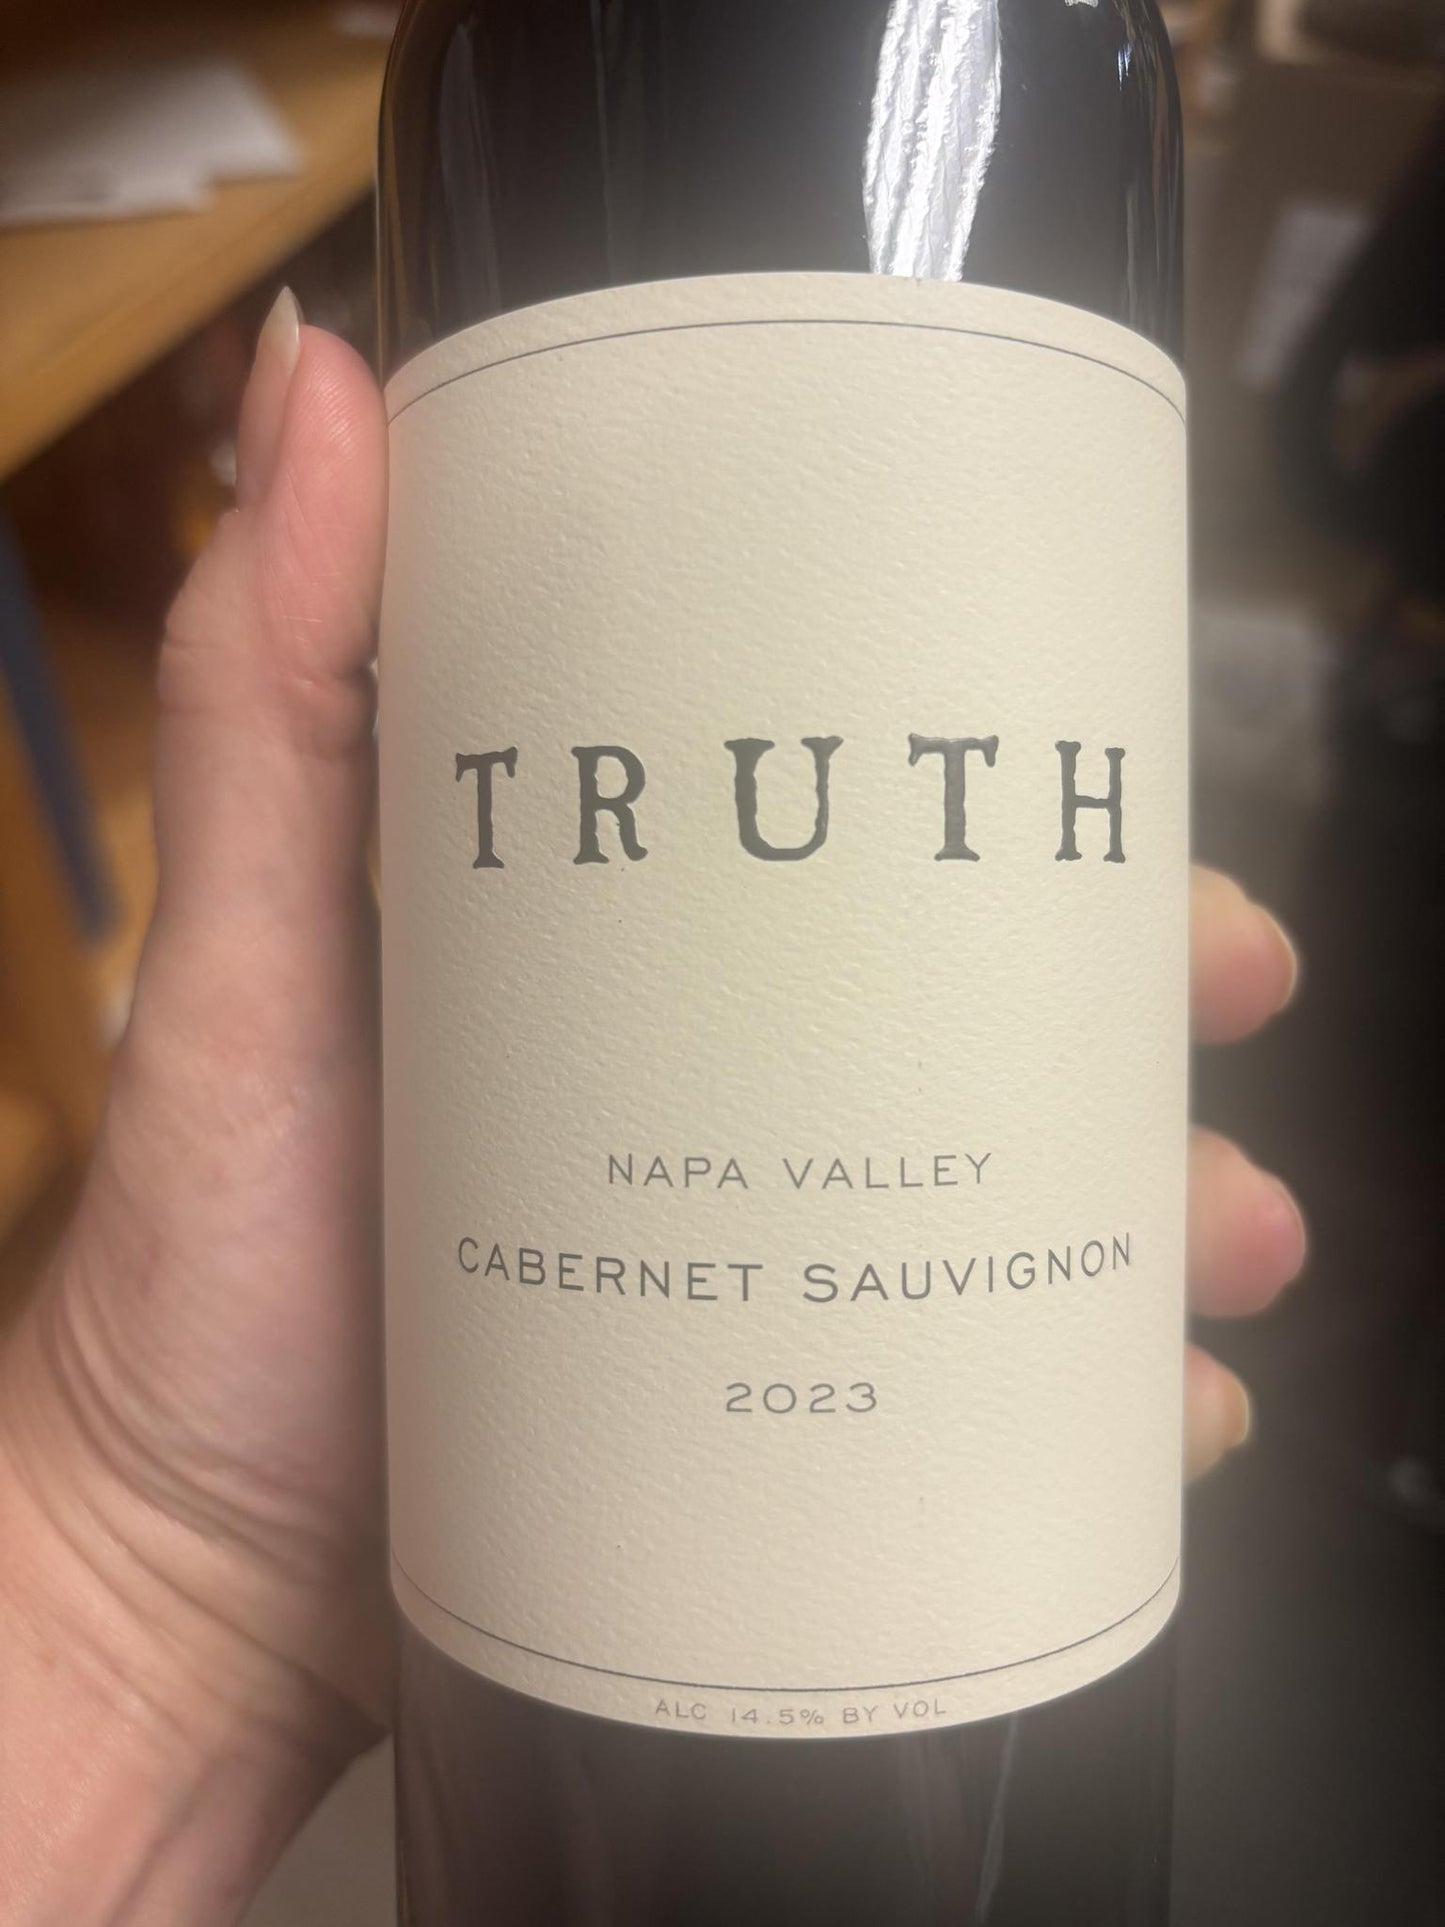 TRUTH
NAPA VALLEY
CABERNET SAUVIGNON
2023
ALC 14.5% BY VOL